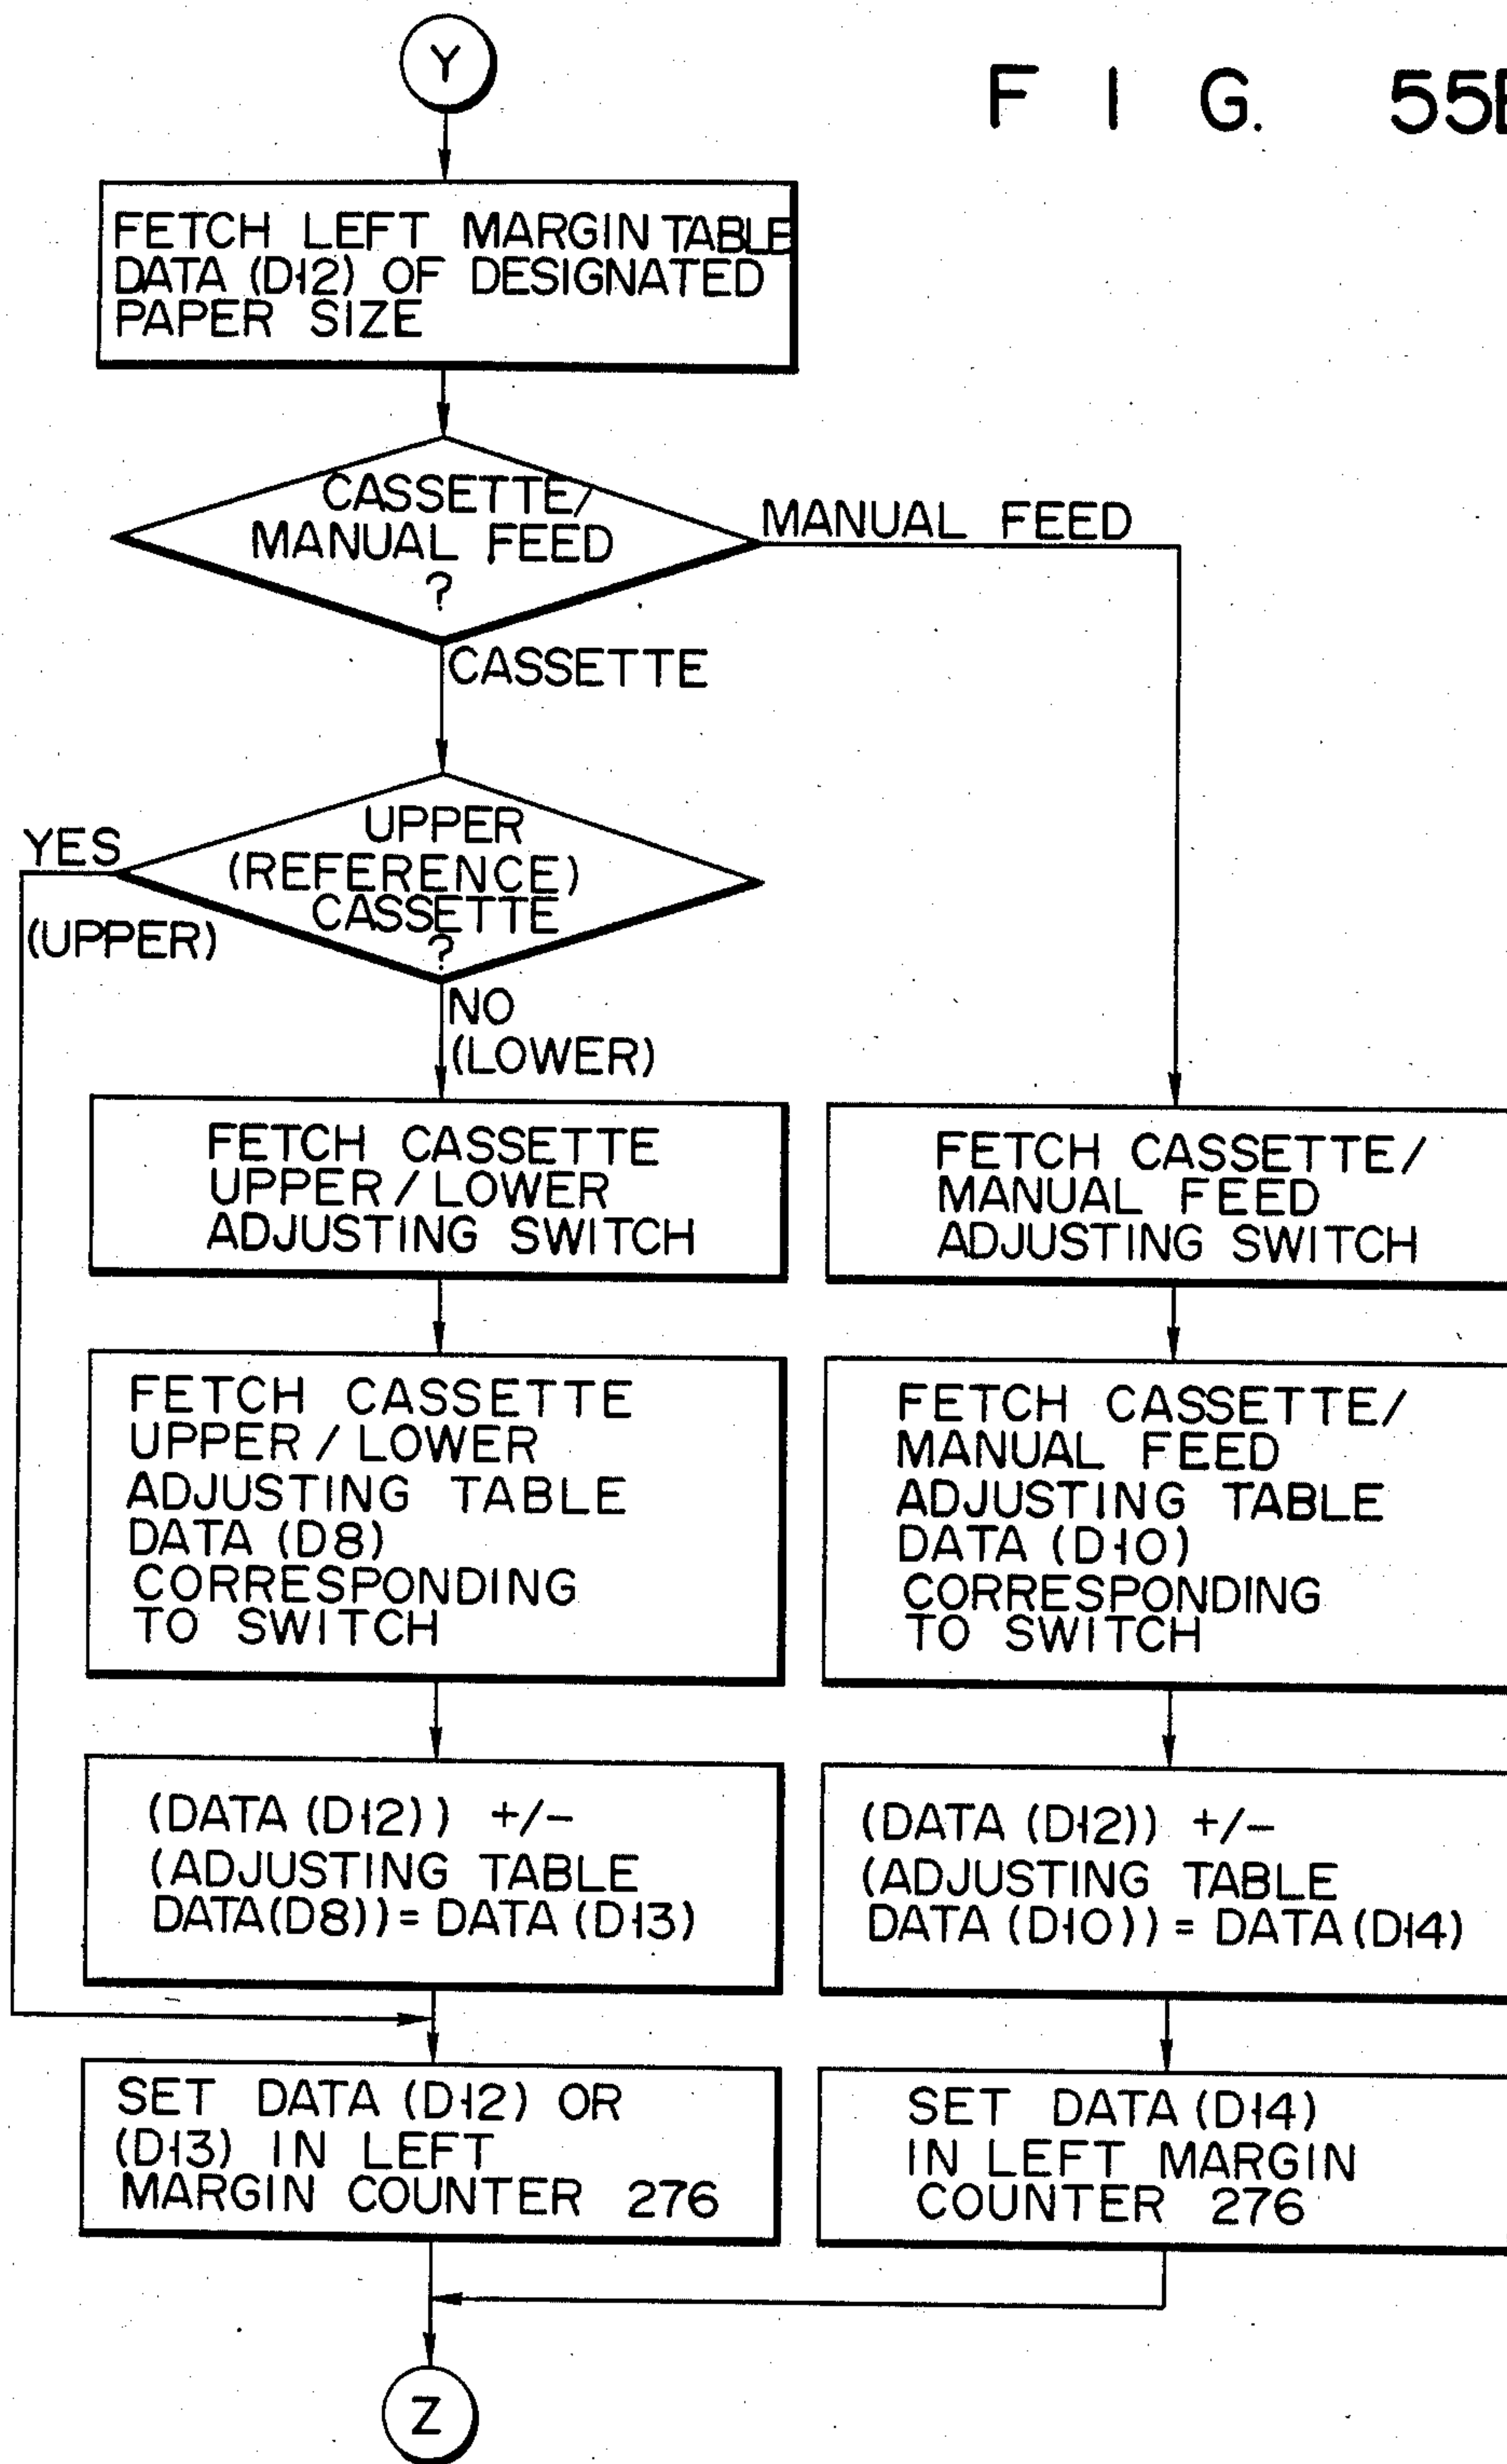 Y
F I G. 55B
FETCH LEFT MARGIN TABLE
DATA (D12) OF DESIGNATED
PAPER SIZE
CASSETTE/
MANUAL FEED
?
MANUAL FEED
CASSETTE
UPPER
(REFERENCE)
CASSETTE
?
YES
(UPPER)
NO
(LOWER)
FETCH CASSETTE
UPPER / LOWER
ADJUSTING SWITCH
FETCH CASSETTE/
MANUAL FEED
ADJUSTING SWITCH
FETCH CASSETTE
UPPER / LOWER
ADJUSTING TABLE
DATA (D8)
CORRESPONDING
TO SWITCH
FETCH CASSETTE/
MANUAL FEED
ADJUSTING TABLE
DATA (D10)
CORRESPONDING
TO SWITCH
(DATA (D12)) +/-
(ADJUSTING TABLE
DATA(D8)) = DATA (D13)
(DATA (D12)) +/-
(ADJUSTING TABLE
DATA (D10)) = DATA (D14)
SET DATA (D12) OR
(D13) IN LEFT
MARGIN COUNTER 276
SET DATA (D14)
IN LEFT MARGIN
COUNTER 276
Z